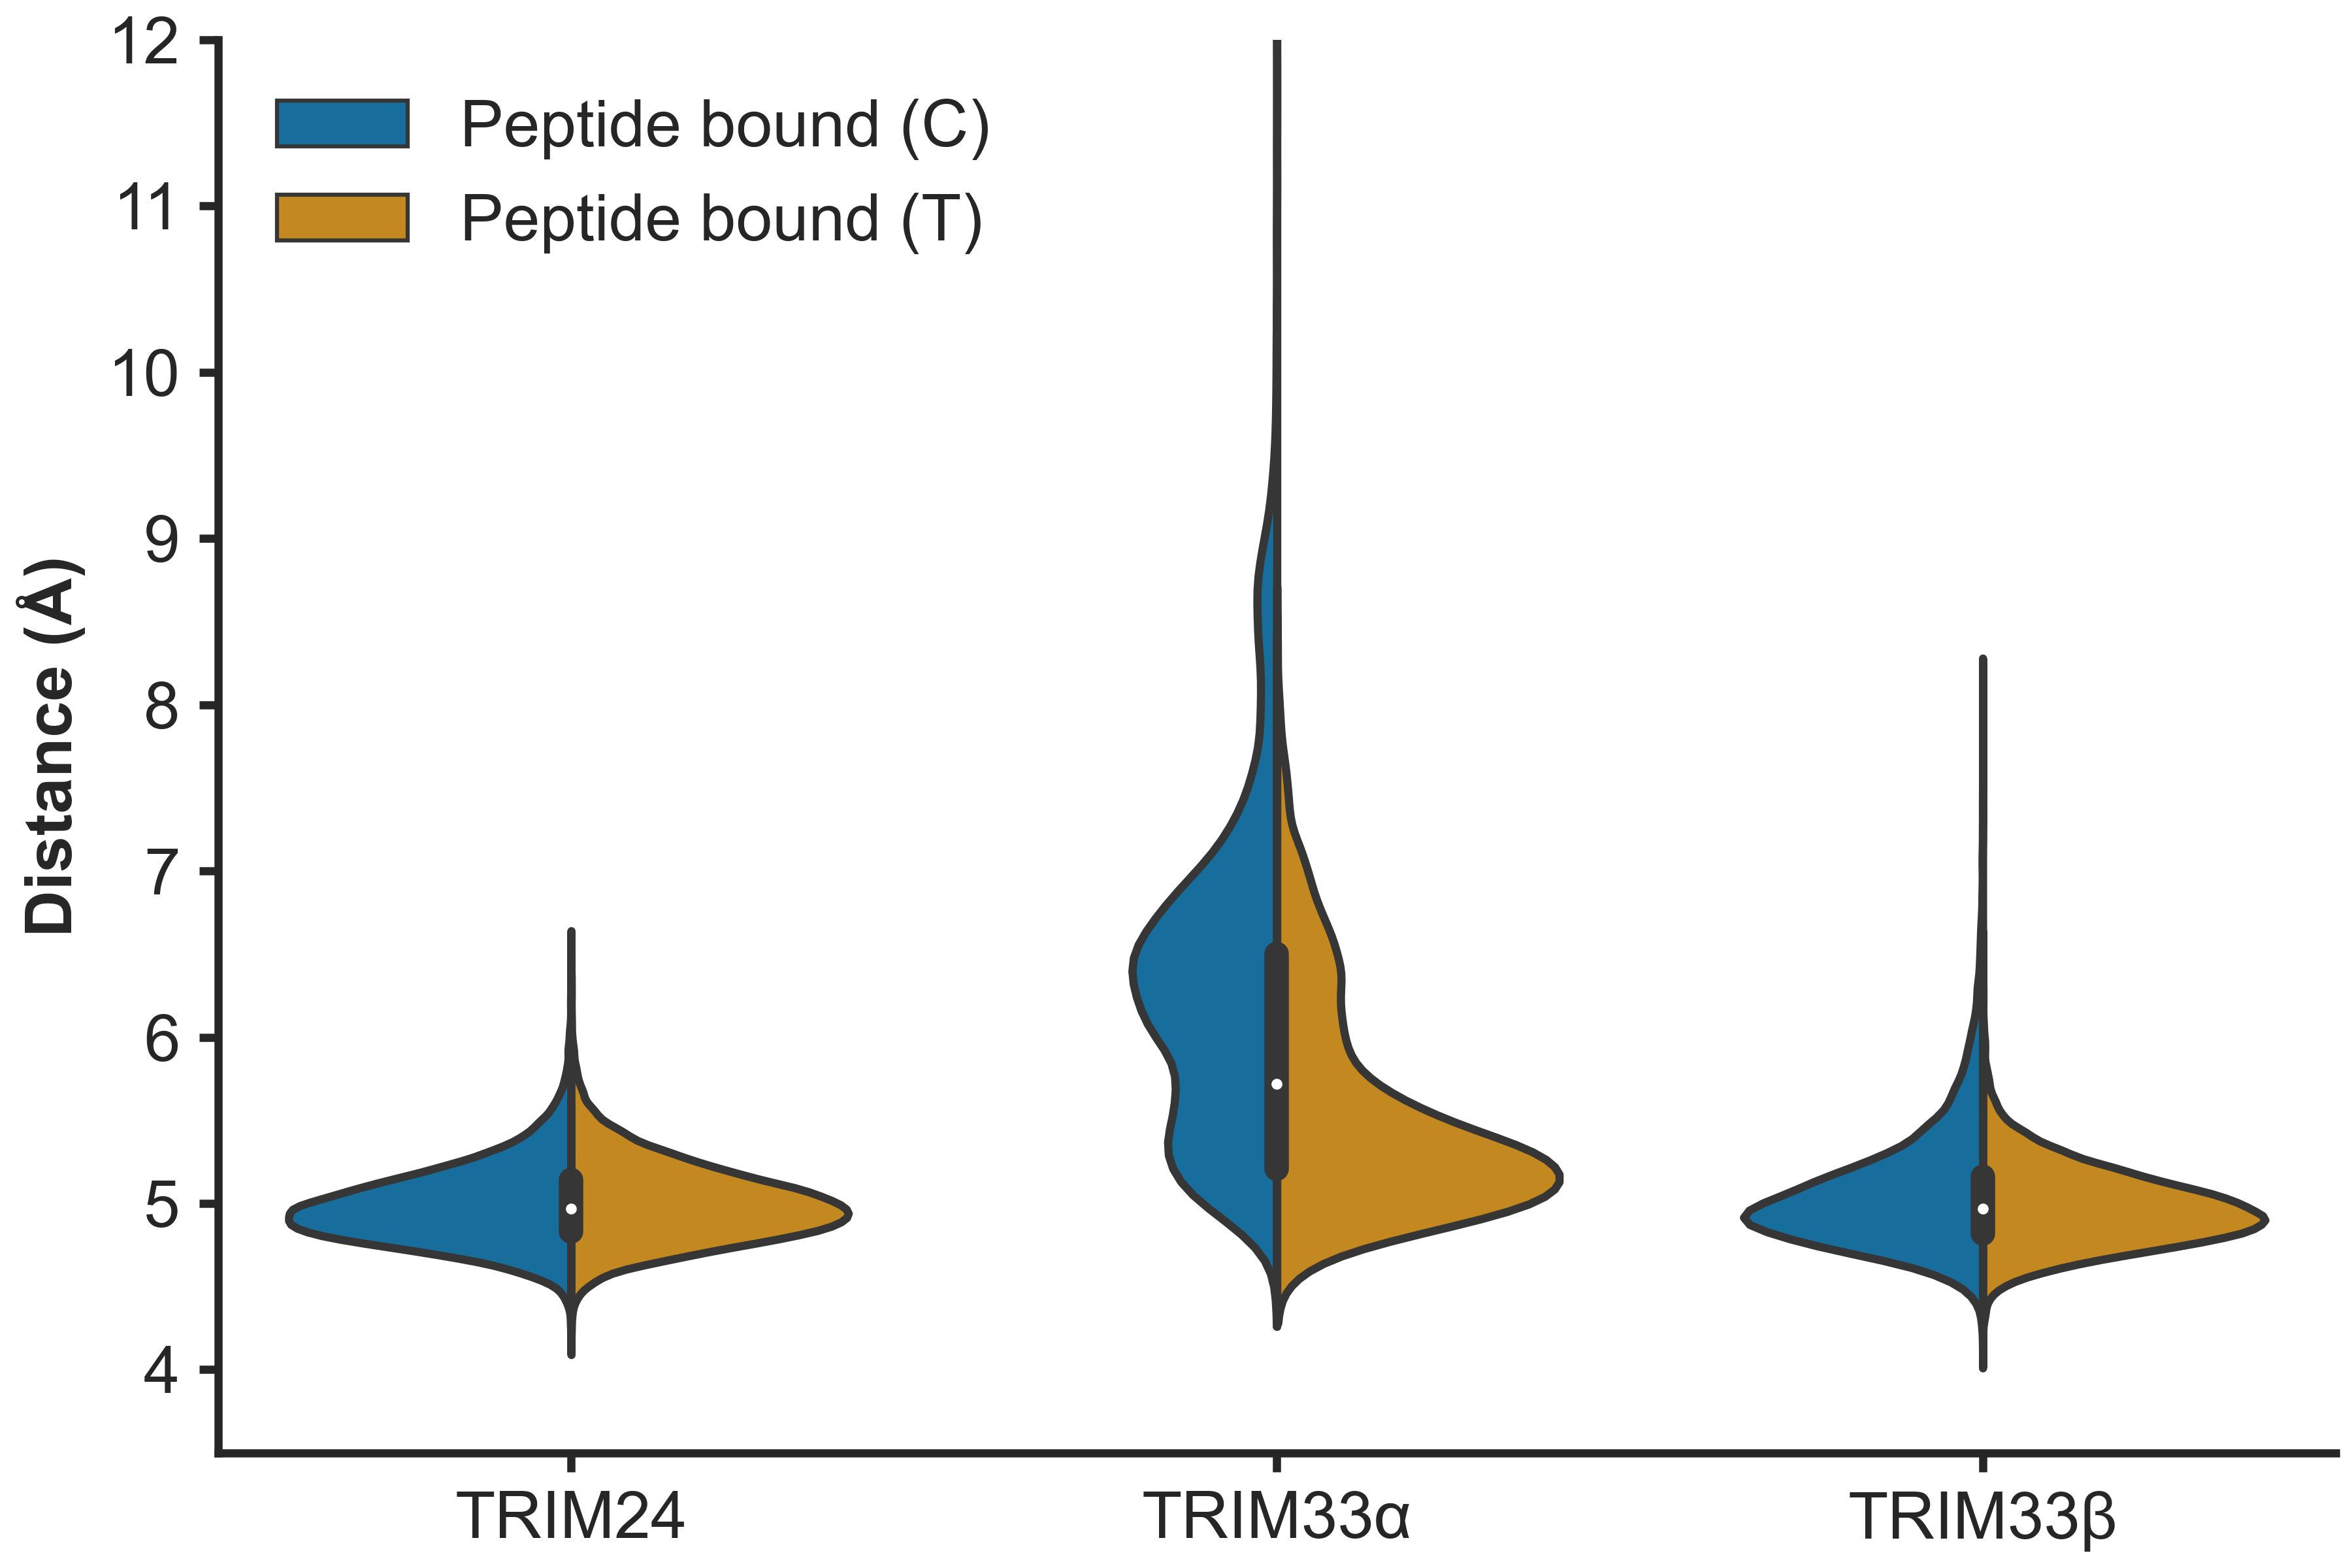 Distance (Å)
12
11
10
9
8
7
6
5
4
Peptide bound (C)
Peptide bound (T)
TRIM24
TRIM33α
TRIM33β